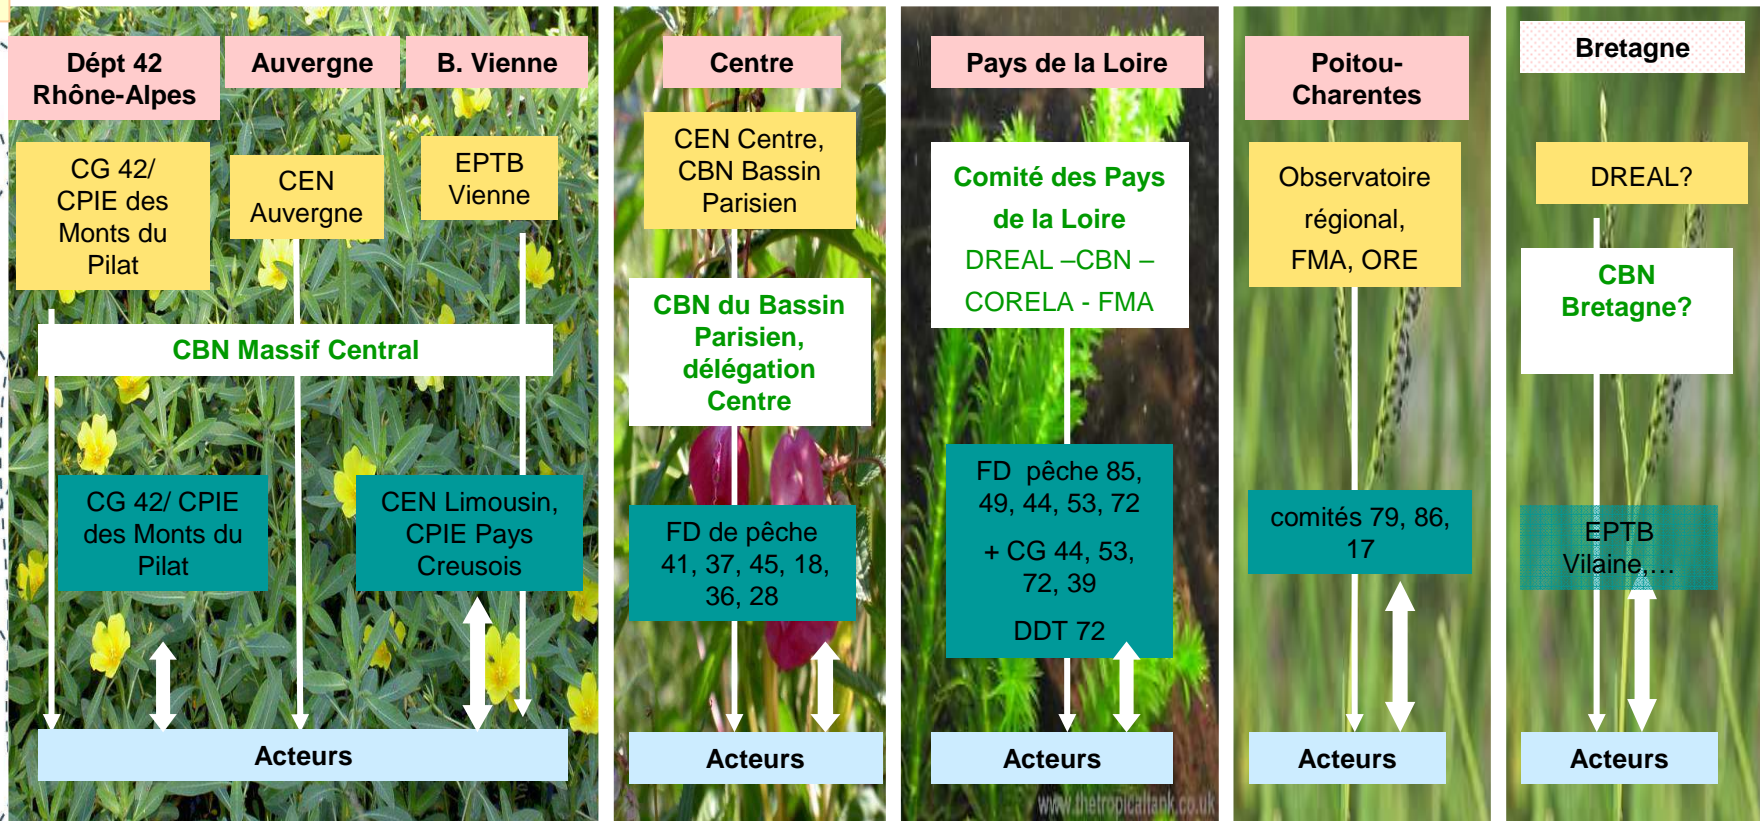 Dépt 42
Rhône-Alpes
Auvergne
B. Vienne
CG 42/
CPIE des
Monts du
Pilat
CEN
Auvergne
EPTB
Vienne
CBN Massif Central
CG 42/ CPIE
des Monts du
Pilat
CEN Limousin,
CPIE Pays
Creusois
Acteurs
Centre
CEN Centre,
CBN Bassin
Parisien
CBN du Bassin
Parisien,
délégation
Centre
FD de pêche
41, 37, 45, 18,
36, 28
Acteurs
Pays de la Loire
Comité des Pays
de la Loire
DREAL –CBN –
CORELA - FMA
FD pêche 85,
49, 44, 53, 72
+ CG 44, 53,
72, 39
DDT 72
Acteurs
www.thetropicaltank.co.uk
Poitou-
Charentes
Observatoire
régional,
FMA, ORE
comités 79, 86,
17
Acteurs
Bretagne
DREAL?
CBN
Bretagne?
EPTB
Vilaine,...
Acteurs